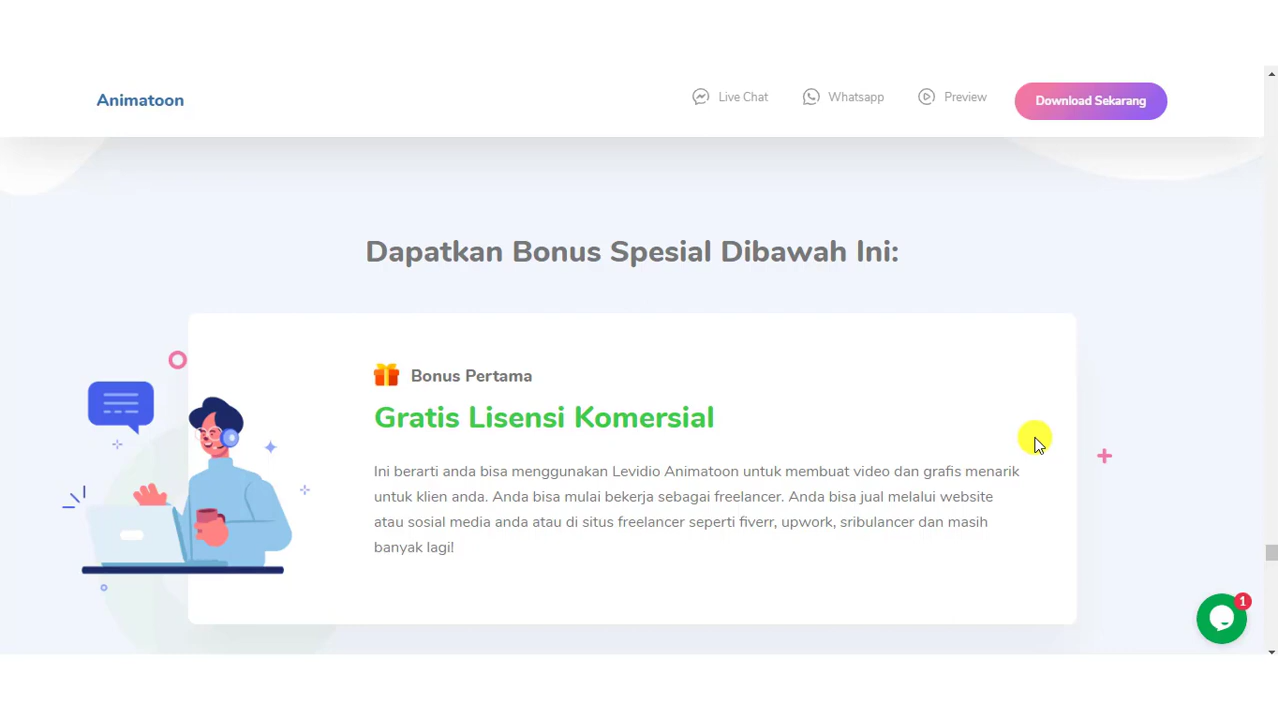 Animatoon
Live Chat
Whatsapp
Preview
Download Sekarang
Dapatkan Bonus Spesial Dibawah Ini:
Bonus Pertama
Gratis Lisensi Komersial
Ini berarti anda bisa menggunakan Levidio Animatoon untuk membuat video dan grafis menarik
untuk klien anda. Anda bisa mulai bekerja sebagai freelancer. Anda bisa jual melalui website
atau sosial media anda atau di situs freelancer seperti fiverr, upwork, sribulancer dan masih
banyak lagi!
1